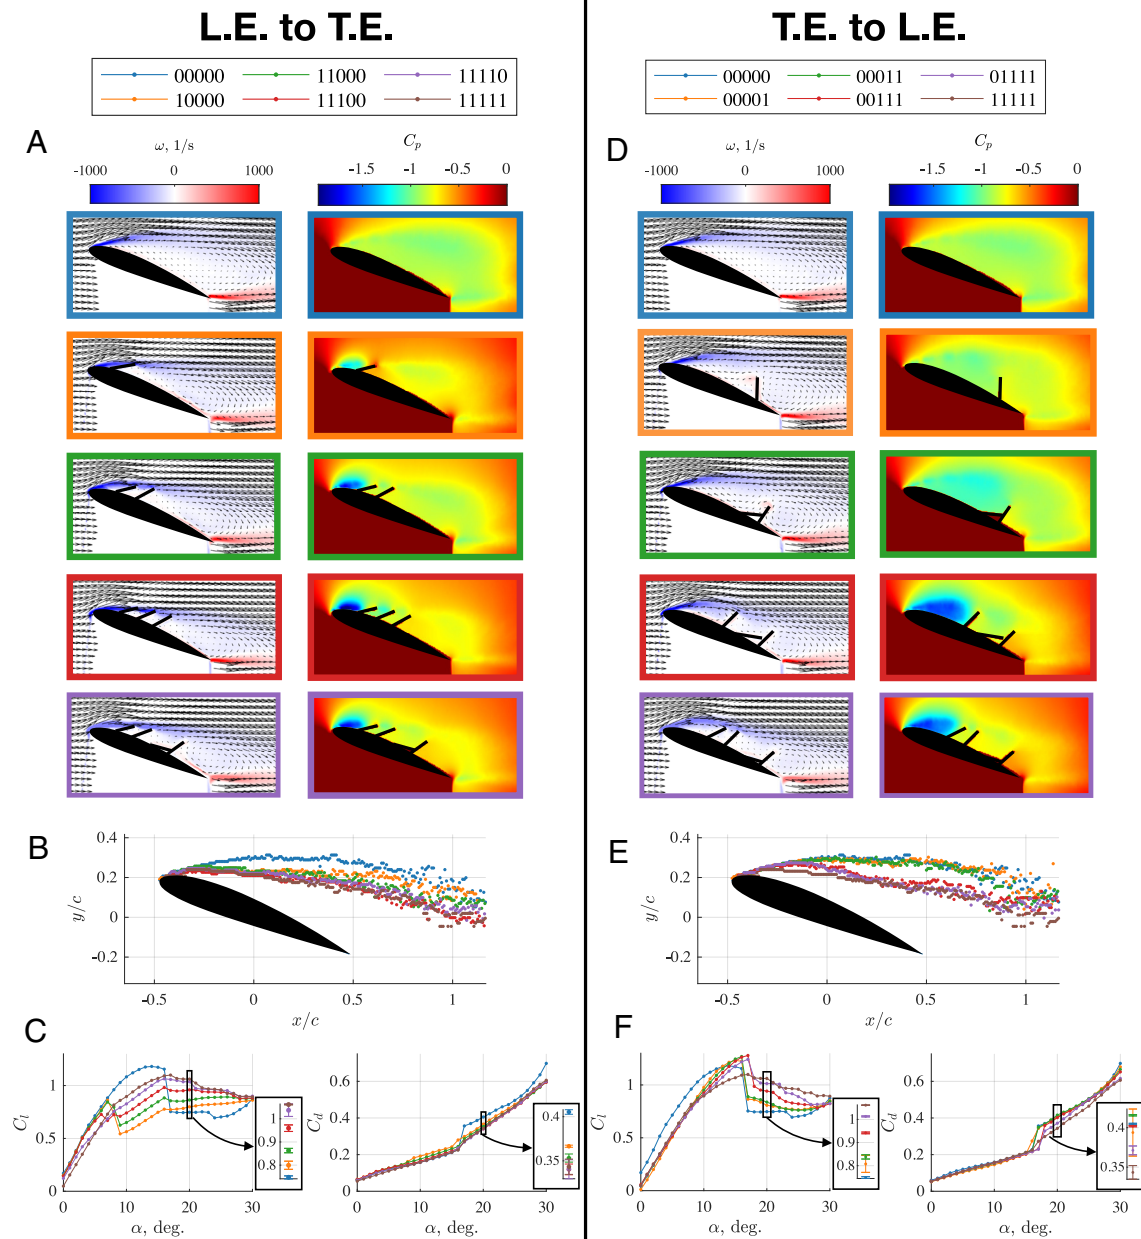 L.E. to T.E.
00000 11000 11110
10000 11100 11111
A
ω, 1/s
-1000 0 1000
C_p
-1.5 -1 -0.5 0
B
0.4
0.2
0
-0.2
y/c
-0.5 0 0.5 1
x/c
C
C_l
1
0.5
0
0 10 20 30
α, deg.
1
0.9
0.8
C_d
0.6
0.4
0.2
0
0 10 20 30
α, deg.
0.4
0.35
T.E. to L.E.
00000 00011 01111
00001 00111 11111
D
ω, 1/s
-1000 0 1000
C_p
-1.5 -1 -0.5 0
E
0.4
0.2
0
-0.2
y/c
-0.5 0 0.5 1
x/c
F
C_l
1
0.5
0
0 10 20 30
α, deg.
1
0.9
0.8
C_d
0.6
0.4
0.2
0
0 10 20 30
α, deg.
0.4
0.35